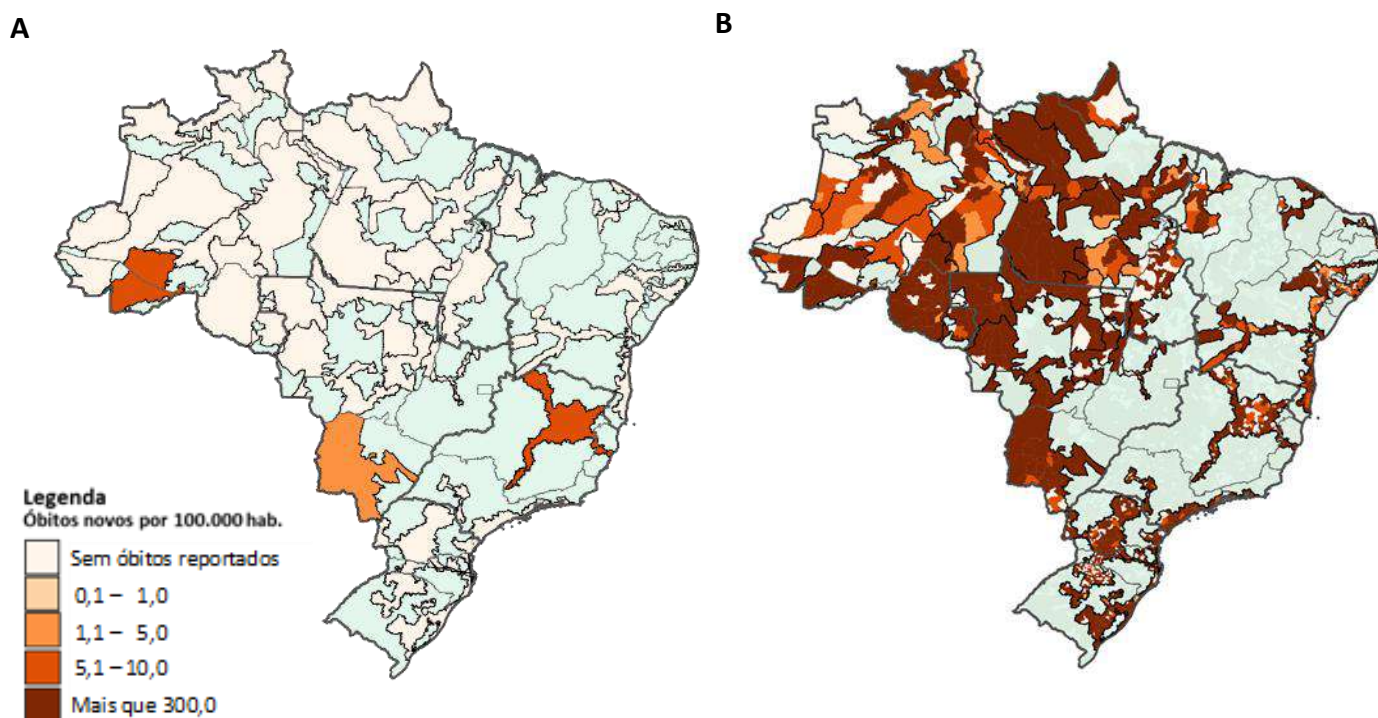 A
B
Legenda
Óbitos novos por 100.000 hab.
Sem óbitos reportados
0,1 – 1,0
1,1 – 5,0
5,1 – 10,0
Mais que 300,0